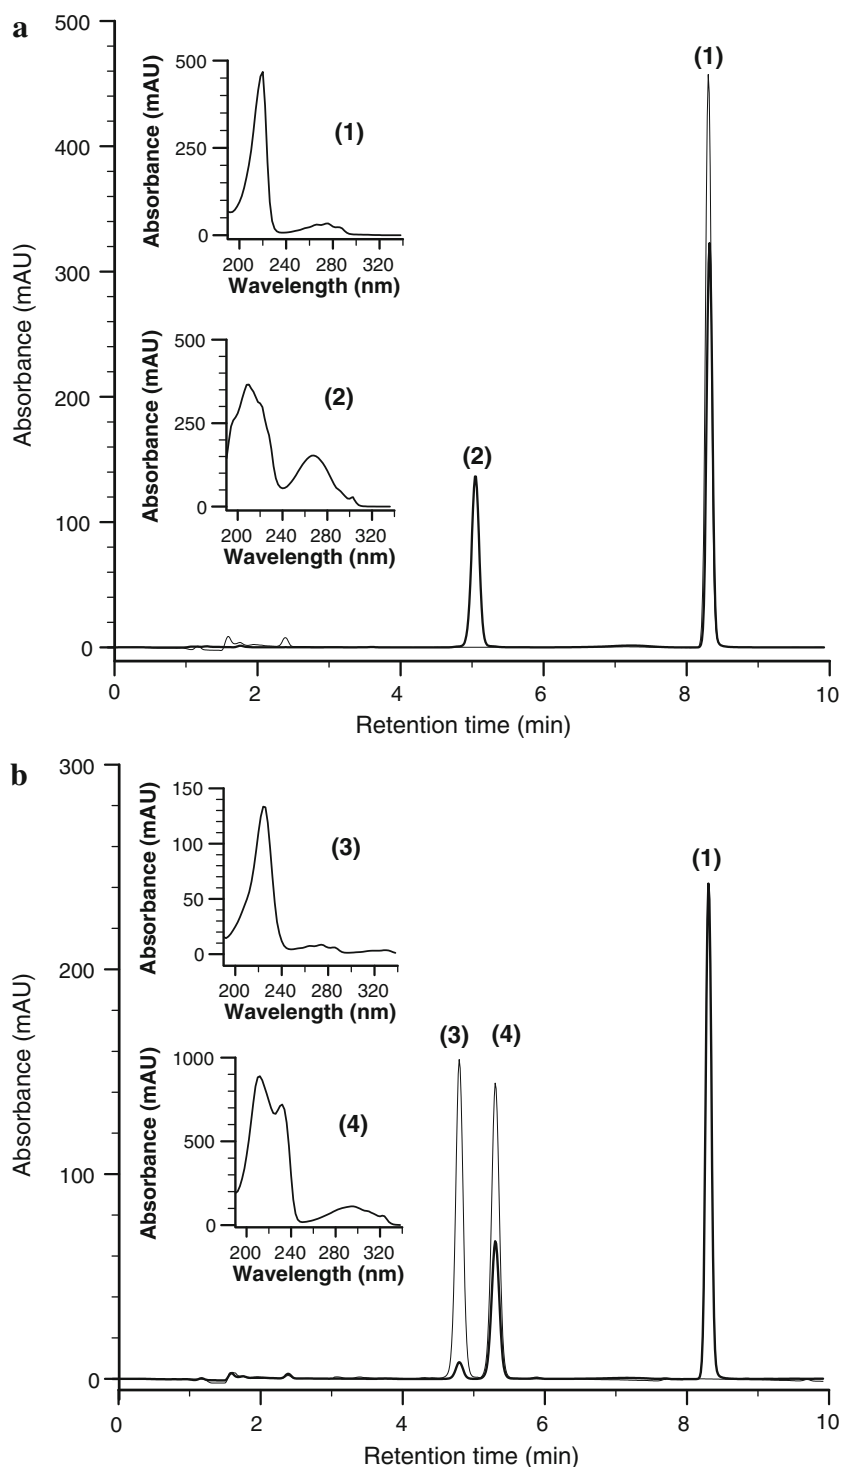 a
500
400
300
200
100
0
Absorbance (mAU)
0 2 4 6 8 10
Retention time (min)
(1)
(2)
500
250
0
Absorbance (mAU)
(1)
200 240 280 320
Wavelength (nm)
500
250
0
Absorbance (mAU)
(2)
200 240 280 320
Wavelength (nm)
b
300
200
100
0
Absorbance (mAU)
0 2 4 6 8 10
Retention time (min)
(1)
(3) (4)
150
100
50
0
Absorbance (mAU)
(3)
200 240 280 320
Wavelength (nm)
1000
500
0
Absorbance (mAU)
(4)
200 240 280 320
Wavelength (nm)